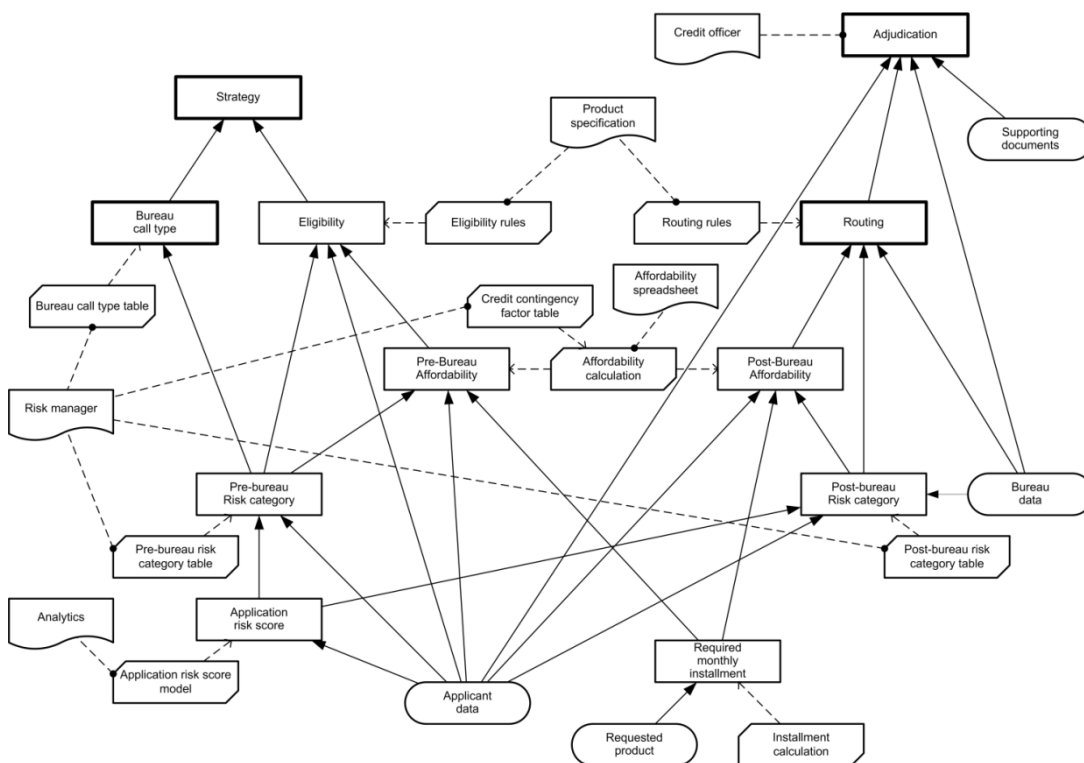 Credit officer
Adjudication
Strategy
Product
specification
Supporting
documents
Bureau
call type
Eligibility
Eligibility rules
Routing rules
Routing
Bureau call type table
Credit contingency
factor table
Affordability
spreadsheet
Pre-Bureau
Affordability
Affordability
calculation
Post-Bureau
Affordability
Risk manager
Pre-bureau
Risk category
Post-bureau
Risk category
Bureau
data
Pre-bureau risk
category table
Post-bureau risk
category table
Analytics
Application
risk score
Required
monthly
installment
Application risk score
model
Applicant
data
Requested
product
Installment
calculation